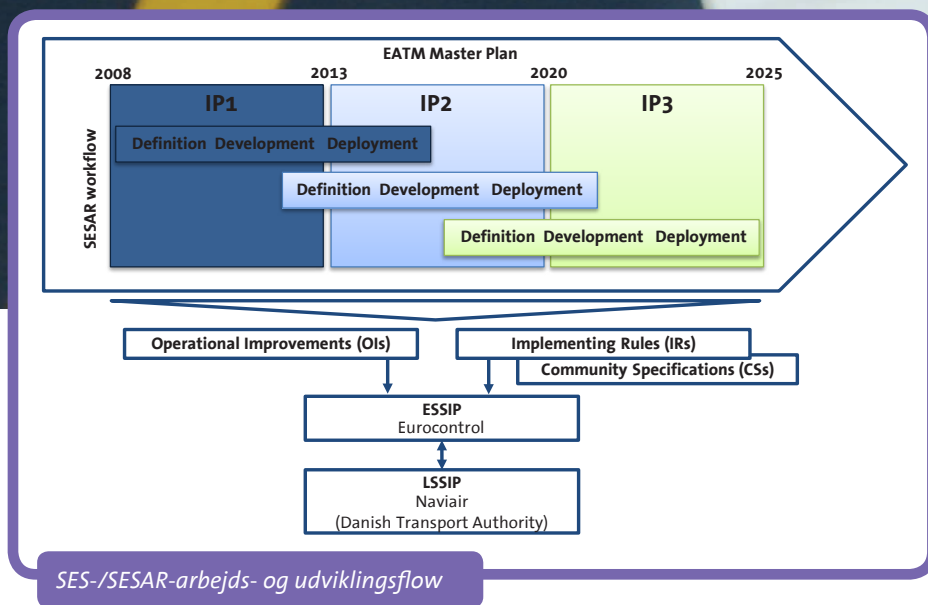 EATM Master Plan
2008 2013 2020 2025
IP1 IP2 IP3
SESAR workflow
Definition Development Deployment
Definition Development Deployment
Definition Development Deployment
Operational Improvements (OIs)
Implementing Rules (IRs)
Community Specifications (CSs)
ESSIP
Eurocontrol
LSSIP
Naviair
(Danish Transport Authority)
SES-/SESAR-arbejds- og udviklingsflow